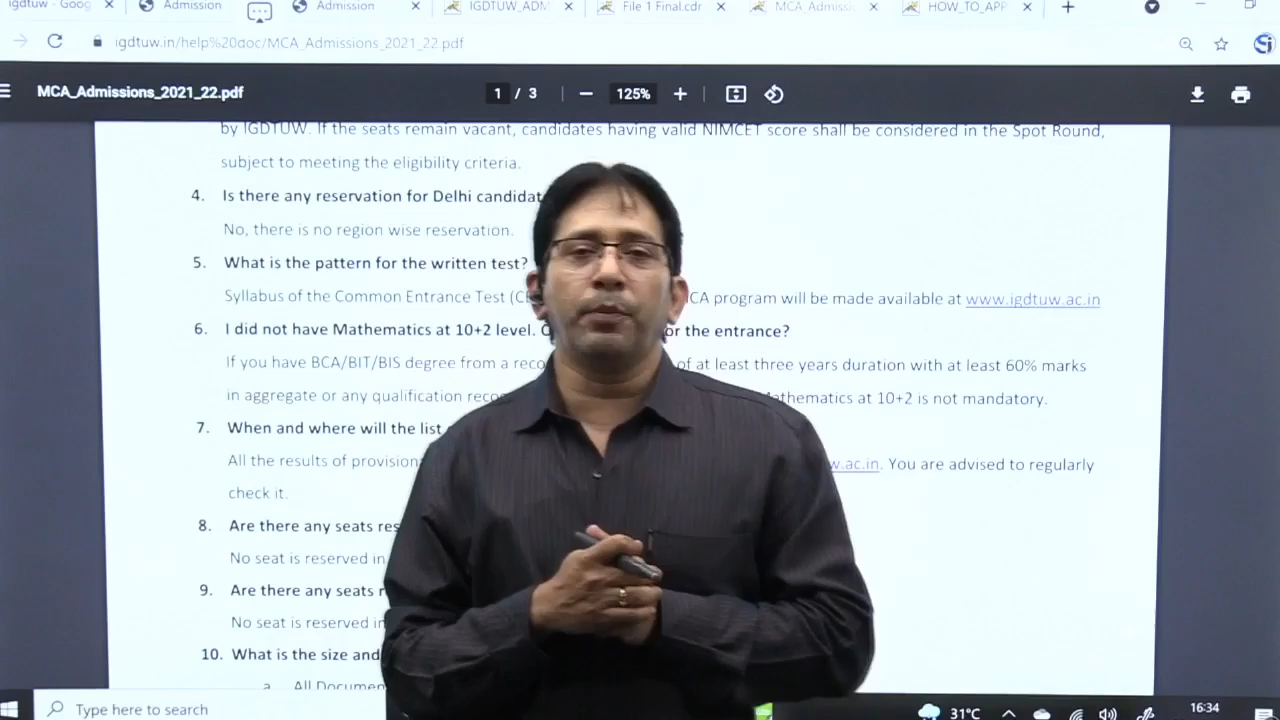 igdtuw - Goog
Admission
Admission
IGDTUW_ADM
File 1 Final.cdr
MCA_Admissi
HOW_TO_APP
igdtuw.in/help%20doc/MCA_Admissions_2021_22.pdf
MCA_Admissions_2021_22.pdf
1 / 3
125%
by IGDTUW. If the seats remain vacant, candidates having valid NIMCET score shall be considered in the Spot Round,
subject to meeting the eligibility criteria.
4. Is there any reservation for Delhi candidat
No, there is no region wise reservation.
5. What is the pattern for the written test?
Syllabus of the Common Entrance Test (CE CA program will be made available at www.igdtuw.ac.in
6. I did not have Mathematics at 10+2 level. or the entrance?
If you have BCA/BIT/BIS degree from a reco of at least three years duration with at least 60% marks
in aggregate or any qualification reco athematics at 10+2 is not mandatory.
7. When and where will the list
All the results of provision w.ac.in. You are advised to regularly
check it.
8. Are there any seats res
No seat is reserved in
9. Are there any seats r
No seat is reserved in
10. What is the size and
a. All Documen
Type here to search
31°C
16:34